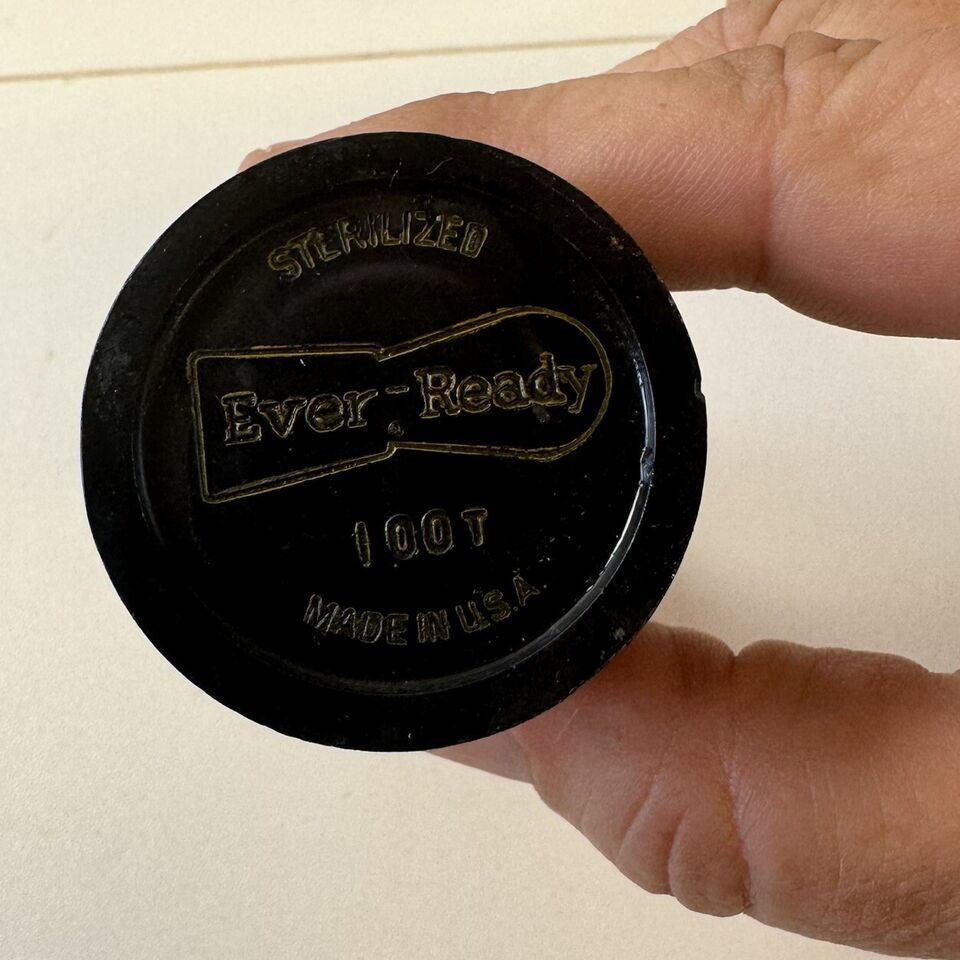 STERILIZED
Ever-Ready
100T
MADE IN U.S.A.